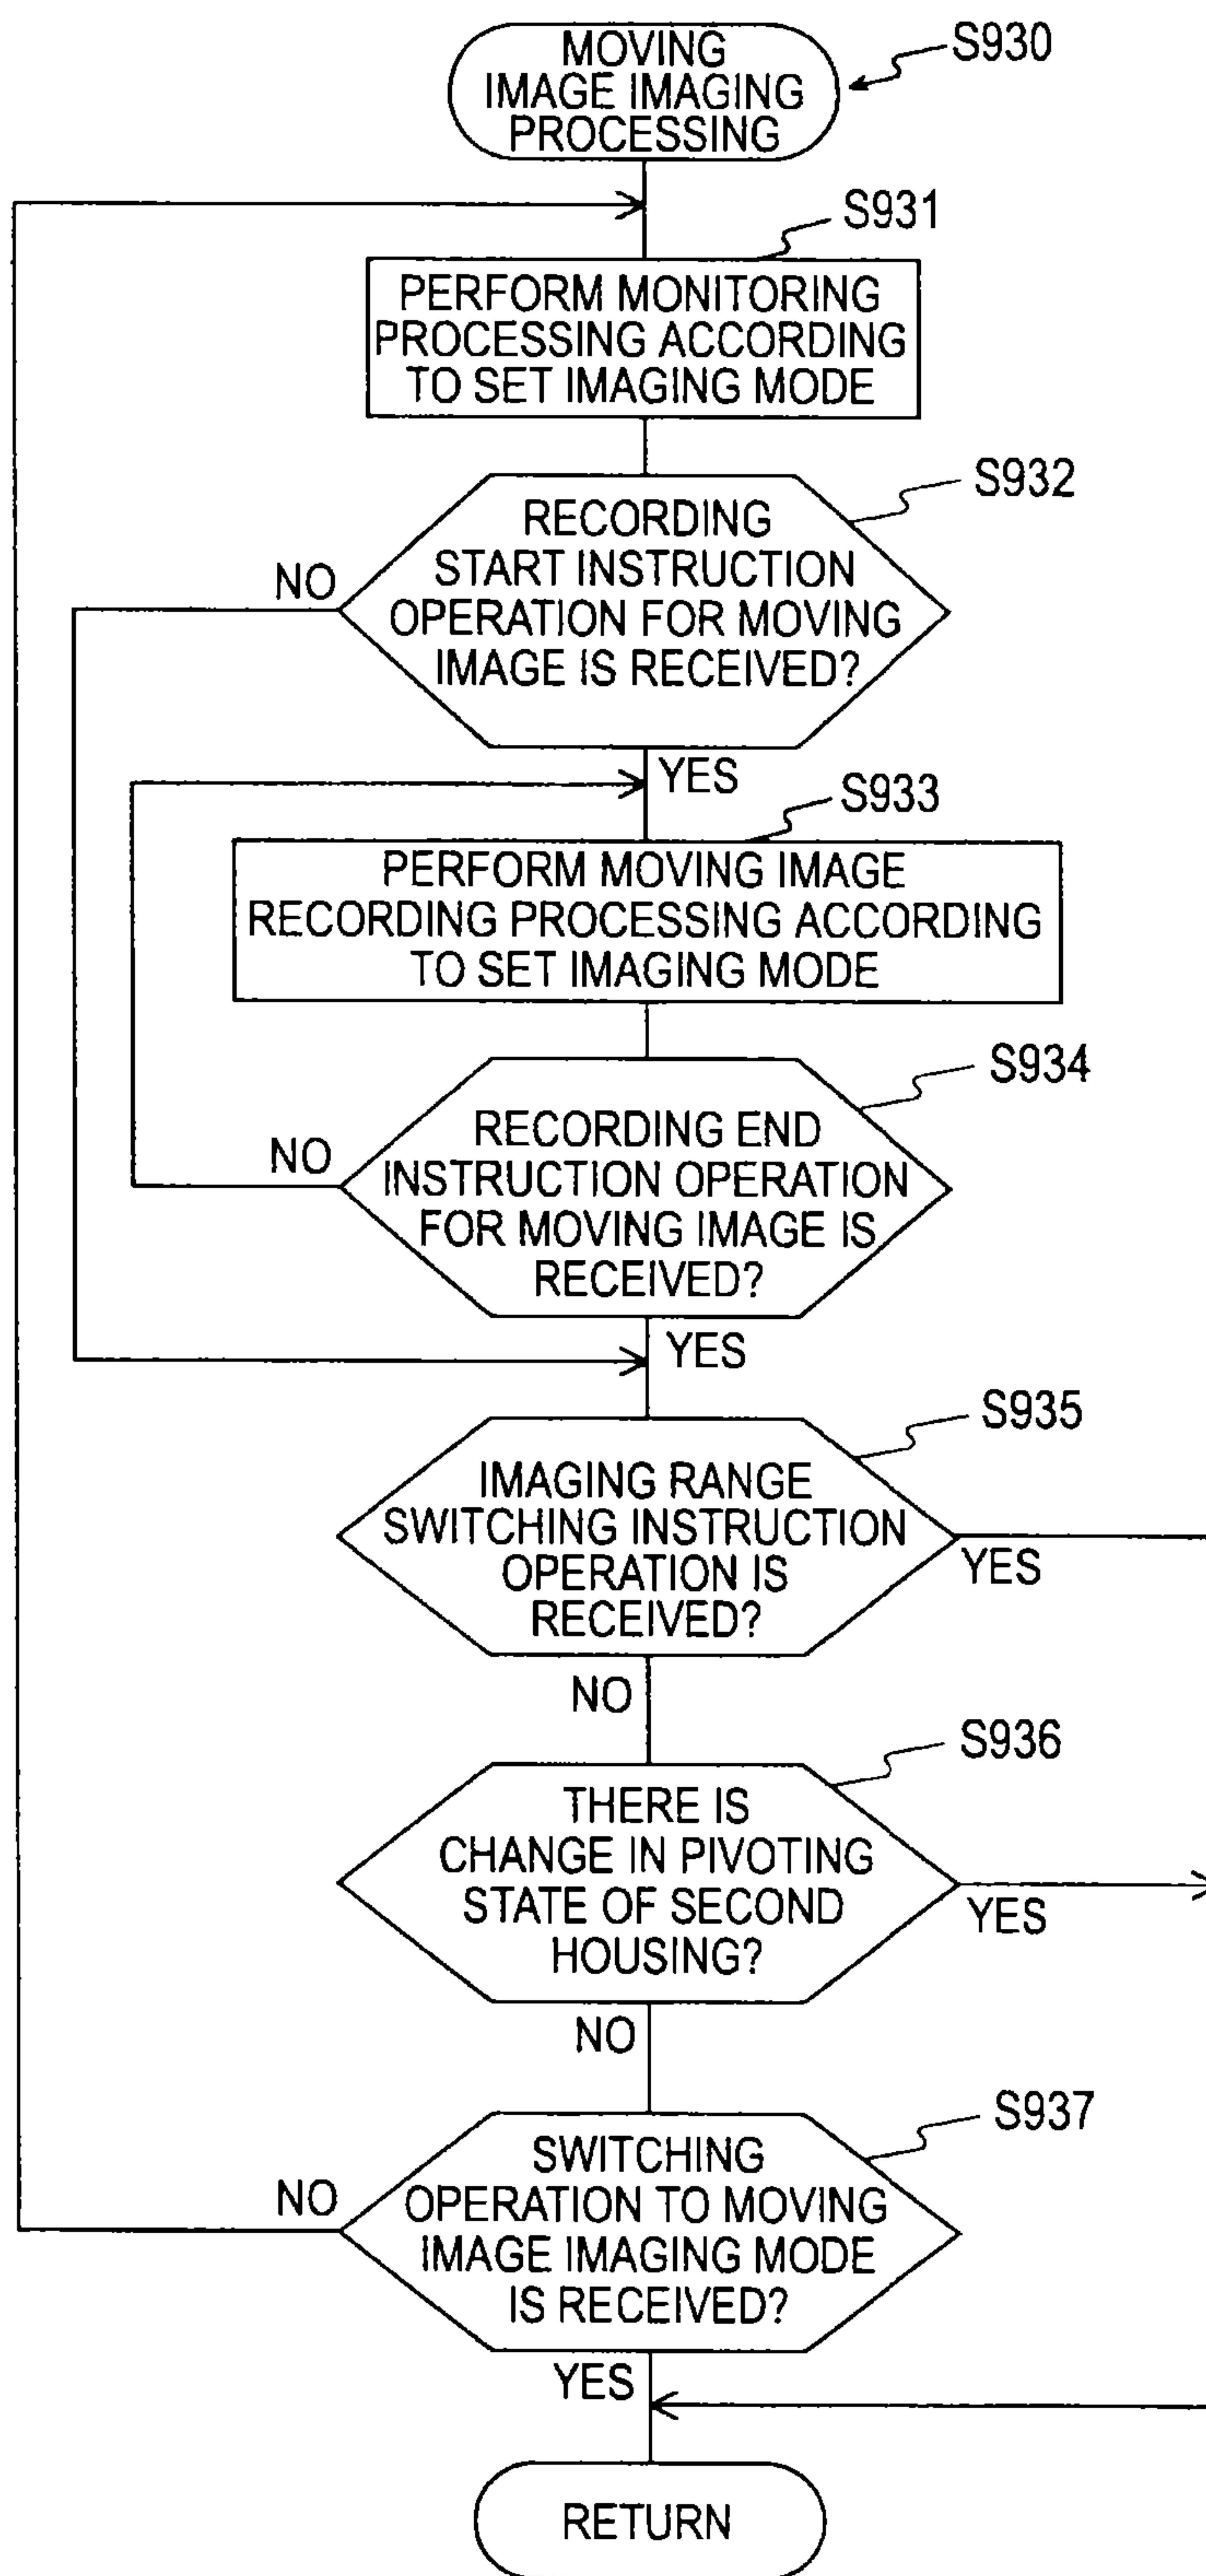 MOVING
IMAGE IMAGING
PROCESSING
S930
S931
PERFORM MONITORING
PROCESSING ACCORDING
TO SET IMAGING MODE
S932
RECORDING
START INSTRUCTION
OPERATION FOR MOVING
IMAGE IS RECEIVED?
NO
YES
S933
PERFORM MOVING IMAGE
RECORDING PROCESSING ACCORDING
TO SET IMAGING MODE
S934
RECORDING END
INSTRUCTION OPERATION
FOR MOVING IMAGE IS
RECEIVED?
NO
YES
S935
IMAGING RANGE
SWITCHING INSTRUCTION
OPERATION IS
RECEIVED?
YES
NO
S936
THERE IS
CHANGE IN PIVOTING
STATE OF SECOND
HOUSING?
YES
NO
S937
SWITCHING
OPERATION TO MOVING
IMAGE IMAGING MODE
IS RECEIVED?
NO
YES
RETURN